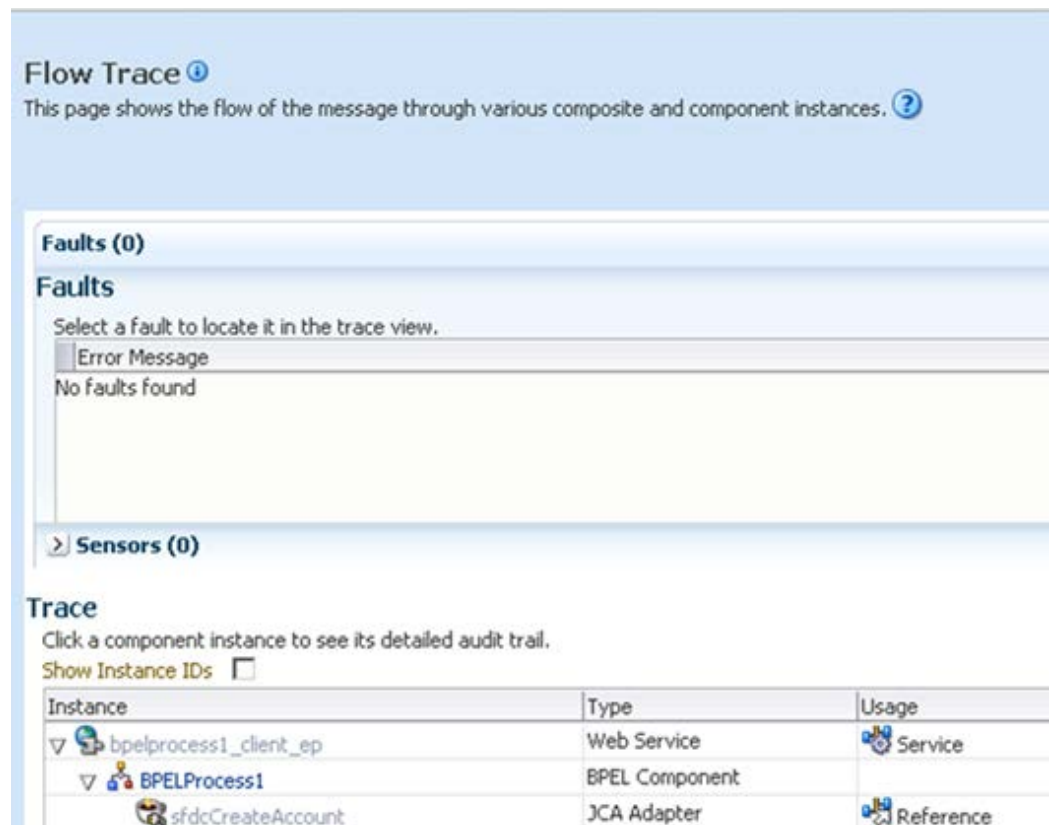 Flow Trace
This page shows the flow of the message through various composite and component instances.
Faults (0)
Faults
Select a fault to locate it in the trace view.
Error Message
No faults found
Sensors (0)
Trace
Click a component instance to see its detailed audit trail.
Show Instance IDs
Instance Type Usage
bpelprocess1_client_ep Web Service Service
BPELProcess1 BPEL Component
sfdcCreateAccount JCA Adapter Reference